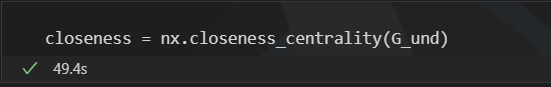 closeness = nx.closeness_centrality(G_und)
✓ 49.4s